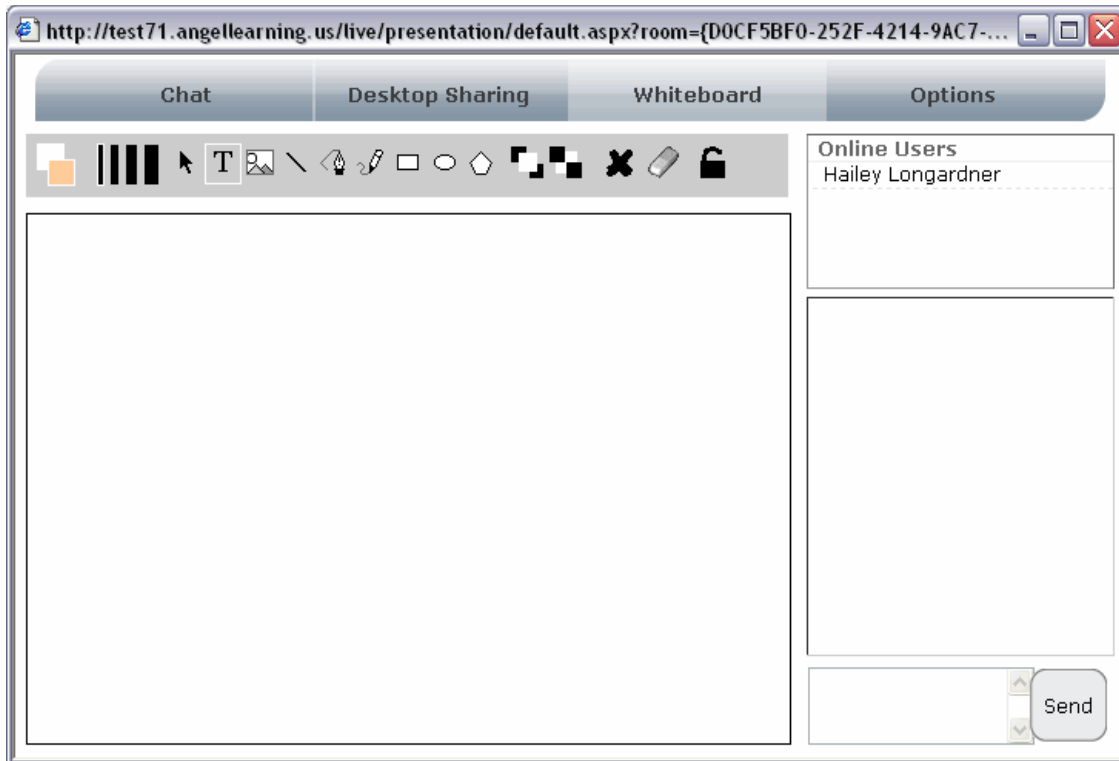 http://test71.angellearning.us/live/presentation/default.aspx?room={D0CF5BF0-252F-4214-9AC7-...
Chat Desktop Sharing Whiteboard Options
T
Online Users
Hailey Longardner
Send